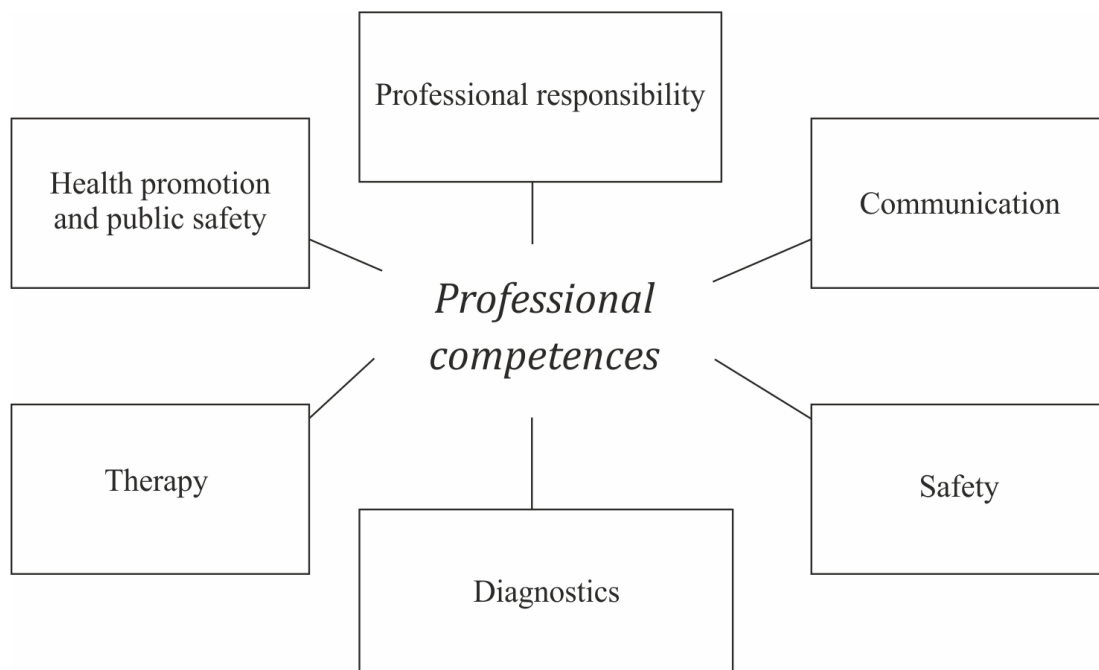 Professional responsibility
Health promotion
and public safety
Communication
Professional
competences
Therapy
Safety
Diagnostics